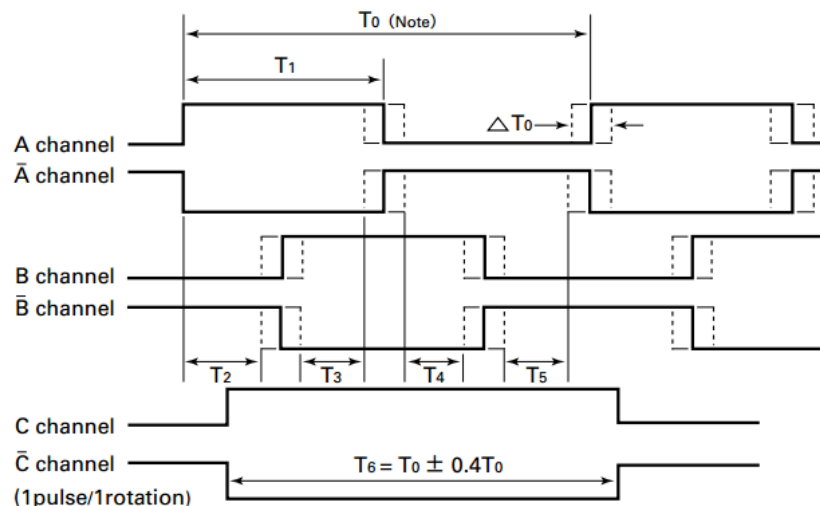 T0 (Note)
T1
△T0
A channel
Ā channel
B channel
B̄ channel
T2
T3
T4
T5
C channel
C̄ channel
T6 = T0 ± 0.4T0
(1pulse/1rotation)